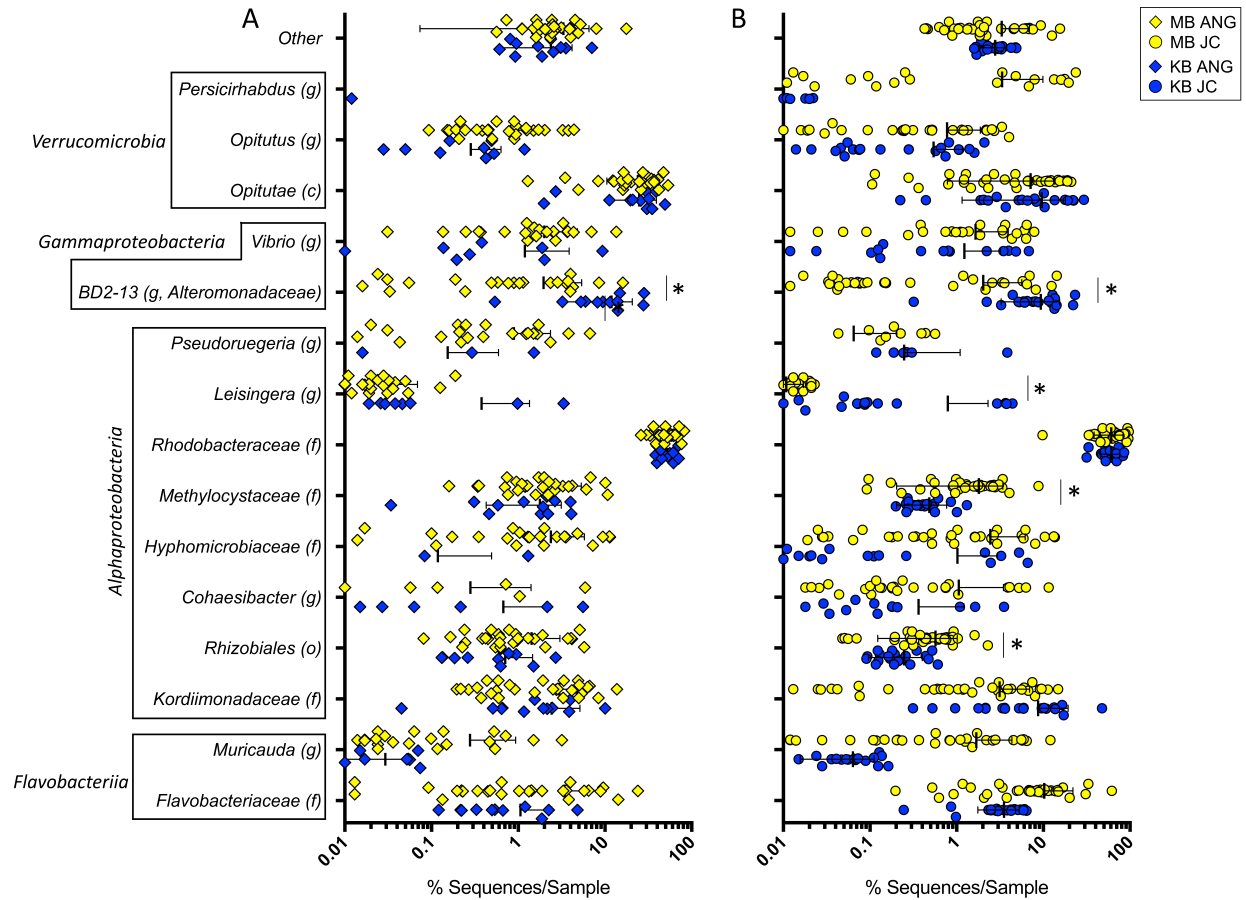 A
B
MB ANG
MB JC
KB ANG
KB JC
Other
Verrucomicrobia
Persicirhabdus (g)
Opitutus (g)
Opitutae (c)
Gammaproteobacteria
Vibrio (g)
BD2-13 (g, Alteromonadaceae)
*
*
*
Alphaproteobacteria
Pseudoruegeria (g)
Leisingera (g)
*
Rhodobacteraceae (f)
Methylocystaceae (f)
*
Hyphomicrobiaceae (f)
Cohaesibacter (g)
Rhizobiales (o)
*
Kordiimonadaceae (f)
Flavobacteriia
Muricauda (g)
Flavobacteriaceae (f)
0.01 0.1 1 10 100
0.01 0.1 1 10 100
% Sequences/Sample
% Sequences/Sample